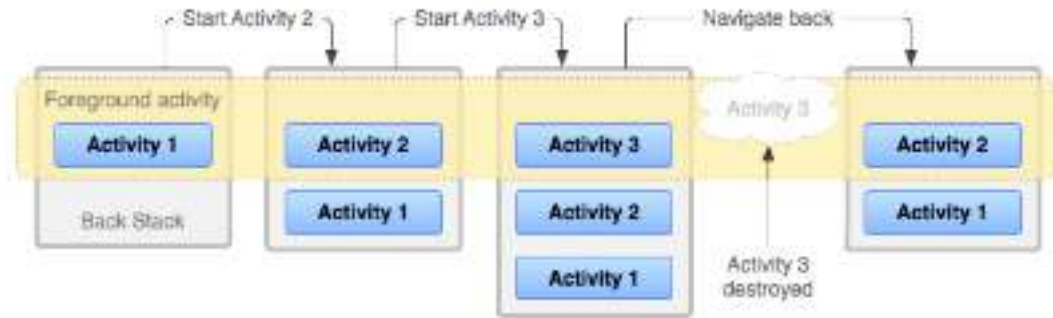 Start Activity 2
Start Activity 3
Navigate back
Foreground activity
Activity 1
Back Stack
Activity 2
Activity 1
Activity 3
Activity 2
Activity 1
Activity 3
Activity 3
destroyed
Activity 2
Activity 1